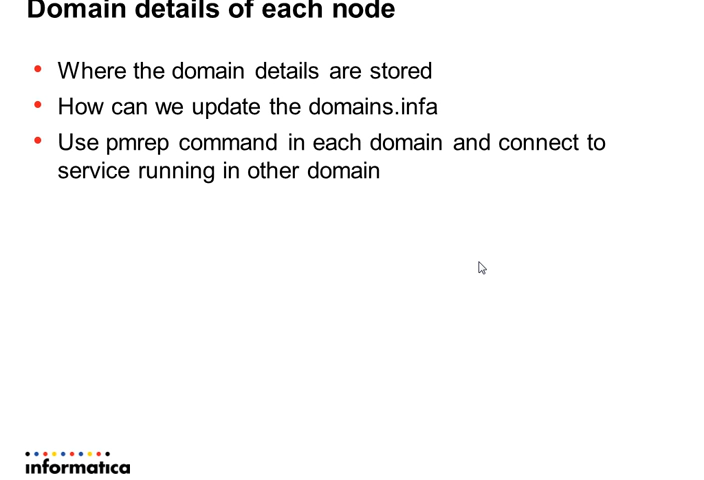 Domain details of each node
Where the domain details are stored
How can we update the domains.infa
Use pmrep command in each domain and connect to
service running in other domain
informatica